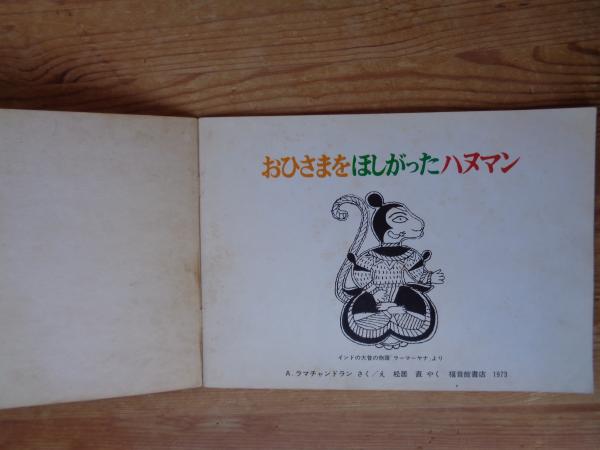 おひさまをほしがったハヌマン
インドの大昔の物語「ラーマーヤナ」より
A. ラマチャンドラン さく／え 松居 直 やく 福音館書店 1973